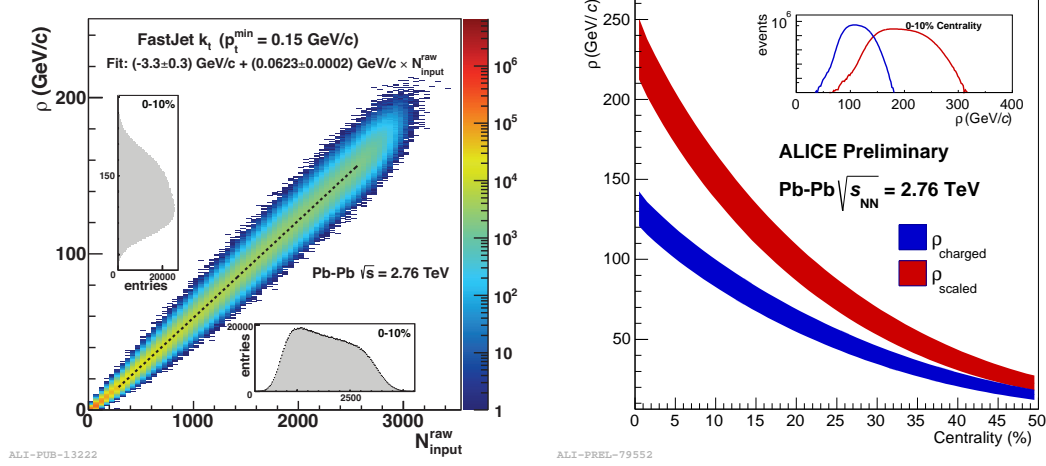 FastJet kt (pt^min = 0.15 GeV/c)
Fit: (-3.3±0.3) GeV/c + (0.0623±0.0002) GeV/c × N_input^raw
ρ (GeV/c)
200
100
0
0-10%
150
0
20000
entries
Pb-Pb √s = 2.76 TeV
20000
entries
0
0-10%
2500
0
1000
2000
3000
N_input^raw
10^6
10^5
10^4
10^3
10^2
10
1
ALI-PUB-13222
ρ (GeV/c)
250
200
150
100
50
events
10^6
0-10% Centrality
0
100
200
300
400
ρ (GeV/c)
ALICE Preliminary
Pb-Pb √s_NN = 2.76 TeV
ρ_charged
ρ_scaled
0
5
10
15
20
25
30
35
40
45
50
Centrality (%)
ALI-PREL-79552